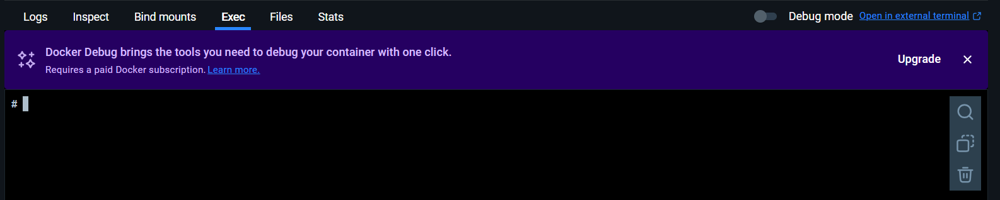 Logs Inspect Bind mounts Exec Files Stats Debug mode Open in external terminal
Docker Debug brings the tools you need to debug your container with one click.
Requires a paid Docker subscription. Learn more.
Upgrade
#